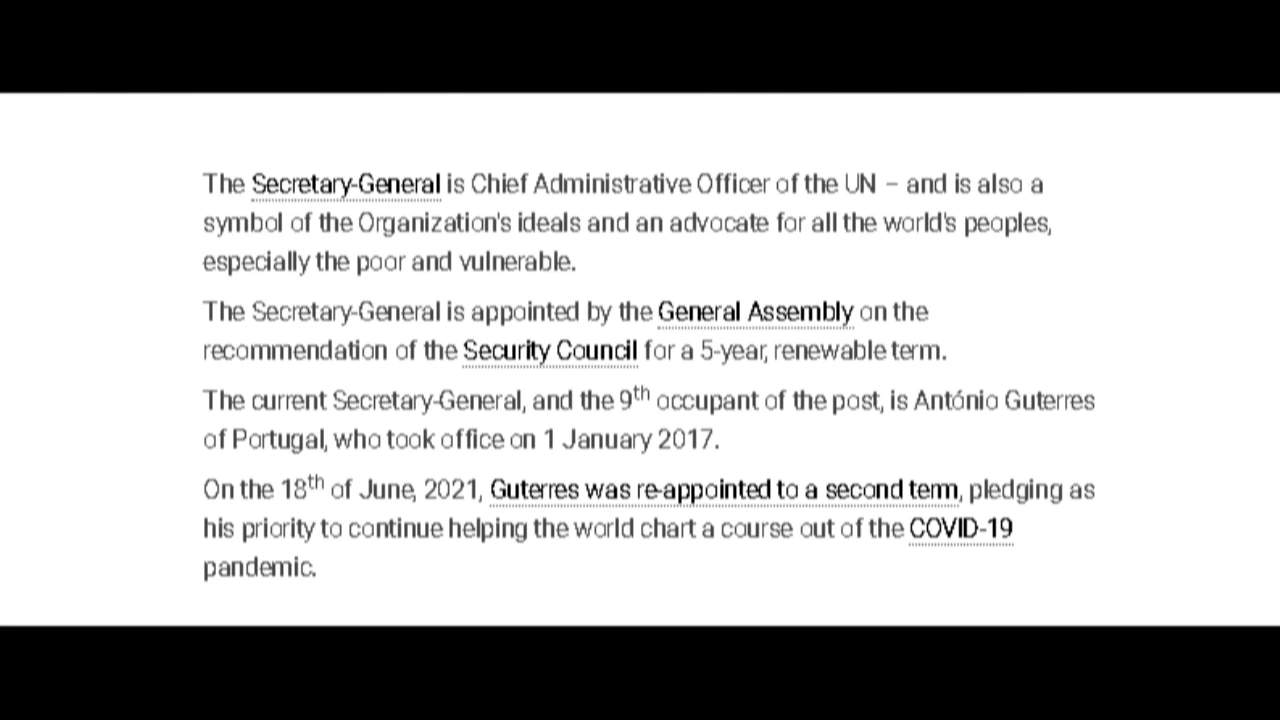 The Secretary-General is Chief Administrative Officer of the UN – and is also a
symbol of the Organization's ideals and an advocate for all the world's peoples,
especially the poor and vulnerable.
The Secretary-General is appointed by the General Assembly on the
recommendation of the Security Council for a 5-year, renewable term.
The current Secretary-General, and the 9th occupant of the post, is António Guterres
of Portugal, who took office on 1 January 2017.
On the 18th of June, 2021, Guterres was re-appointed to a second term, pledging as
his priority to continue helping the world chart a course out of the COVID-19
pandemic.